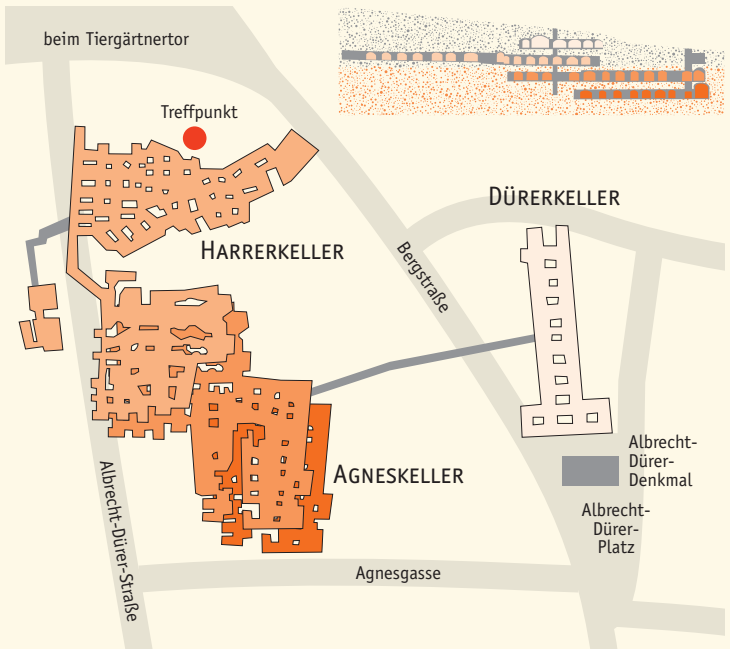 beim Tiergärtnertor
Treffpunkt
DÜRERKELLER
HARRERKELLER
Bergstraße
AGNESKELLER
Albrecht-
Dürer-
Denkmal
Albrecht-
Dürer-
Platz
Albrecht-Dürer-Straße
Agnesgasse